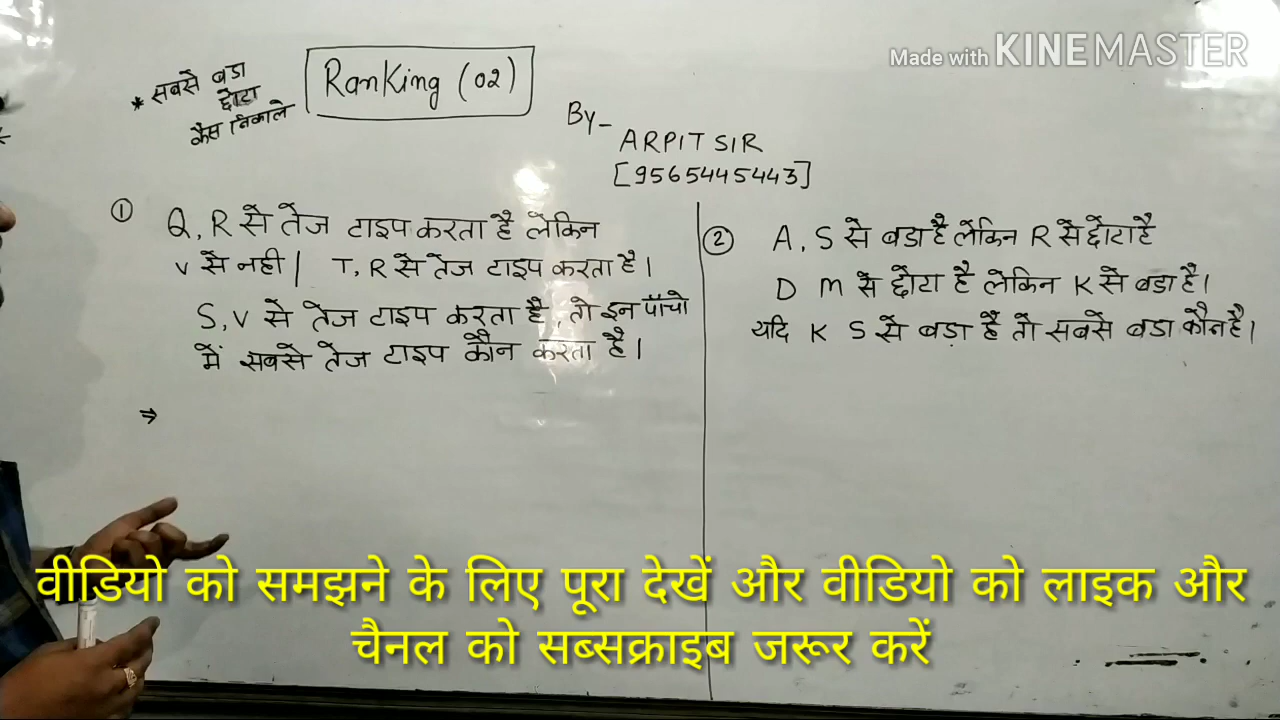 Made with KINEMASTER
* सबसे बडा
छोटा
कैसे निकाले
Ranking (02)
By-
ARPIT SIR
[9565445443]
① Q, R से तेज टाइप करता है लेकिन
V से नही | T, R से तेज टाइप करता है।
S, V से तेज टाइप करता है, तो इन पाँचो
में सबसे तेज टाइप कौन करता है।
⇒
② A, S से बडा है लेकिन R से छोटा है
D M से छोटा है लेकिन K से बडा है।
यदि K S से बड़ा है तो सबसे बडा कौन है।
वीडियो को समझने के लिए पूरा देखें और वीडियो को लाइक और
चैनल को सब्सक्राइब जरूर करें